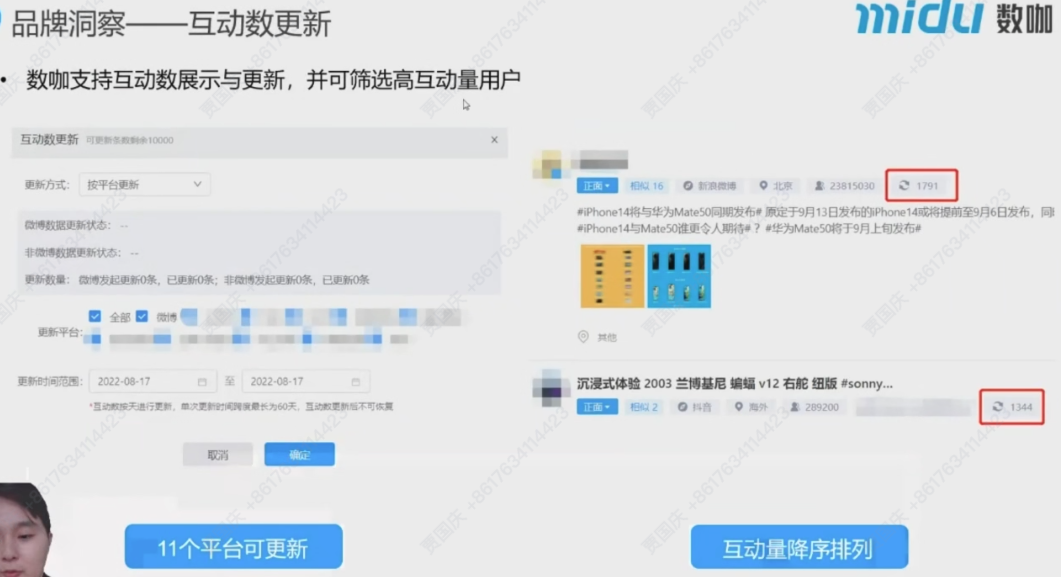 品牌洞察——互动数更新
midu 数咖
• 数咖支持互动数展示与更新，并可筛选高互动量用户
互动数更新 可更新条数剩余10000 ×
更新方式： 按平台更新
微博数据更新状态： --
非微博数据更新状态： --
更新数量： 微博发起更新0条，已更新0条；非微博发起更新0条，已更新0条
更新平台： 全部 微博
更新时间范围： 2022-08-17 至 2022-08-17
*互动数按天进行更新，单次更新时间跨度最长为60天，互动数更新后不可恢复
取消 确定
11个平台可更新
正面 相似 16 新浪微博 北京 23815030 1791
#iPhone14将与华为Mate50同期发布# 原定于9月13日发布的iPhone14或将提前至9月6日发布，同
#iPhone14与Mate50谁更令人期待#？ #华为Mate50将于9月上旬发布#
其他
沉浸式体验 2003 兰博基尼 蝙蝠 v12 右舵 纽版 #sonny...
正面 相似 2 抖音 海外 289200 1344
互动量降序排列
贾国庆 +8617634114423